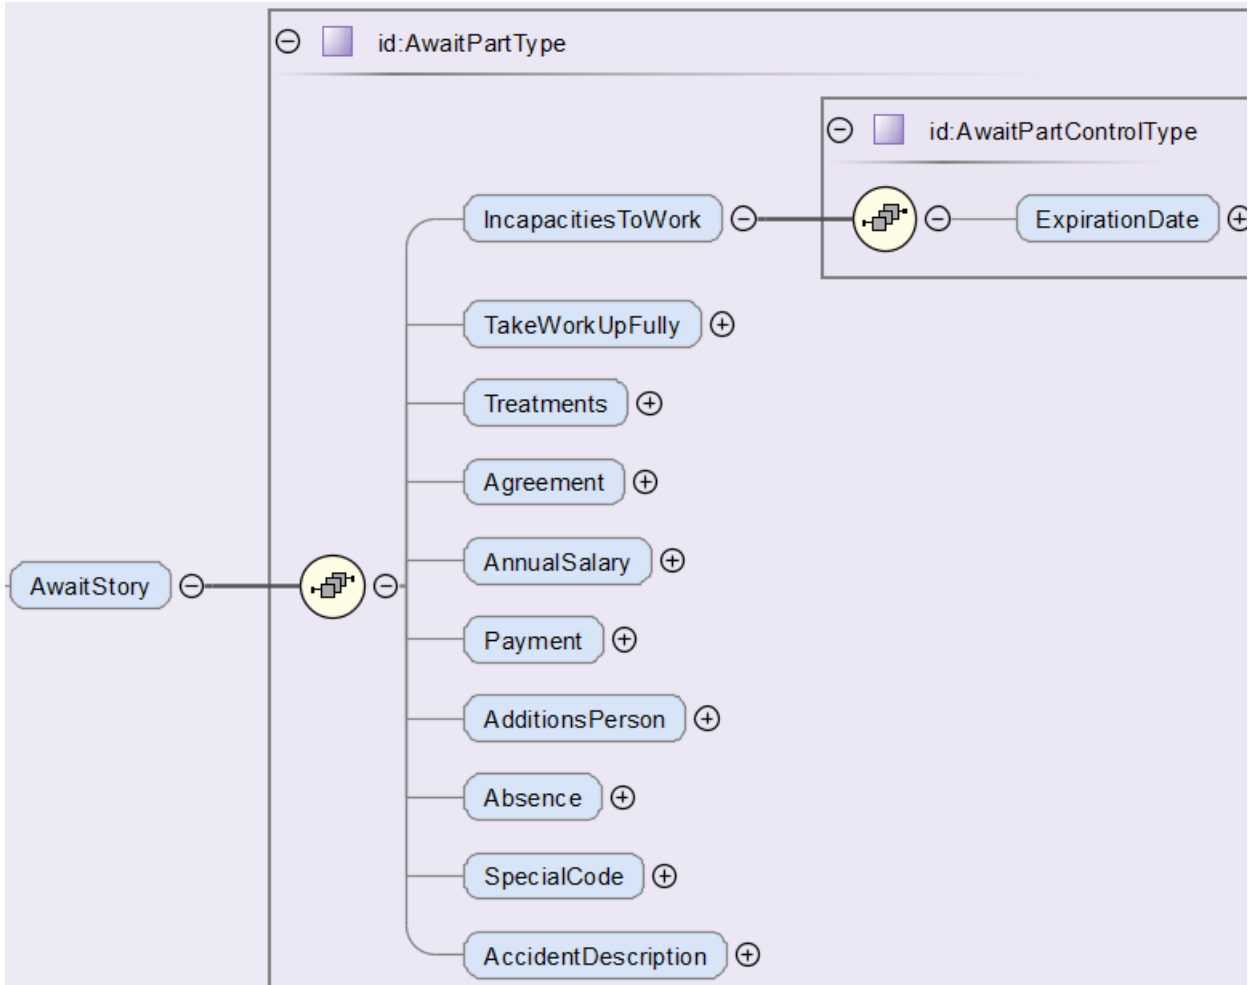 id:AwaitPartType
id:AwaitPartControlType
IncapacitiesToWork
ExpirationDate
TakeWorkUpFully
Treatments
Agreement
AnnualSalary
AwaitStory
Payment
AdditionsPerson
Absence
SpecialCode
AccidentDescription